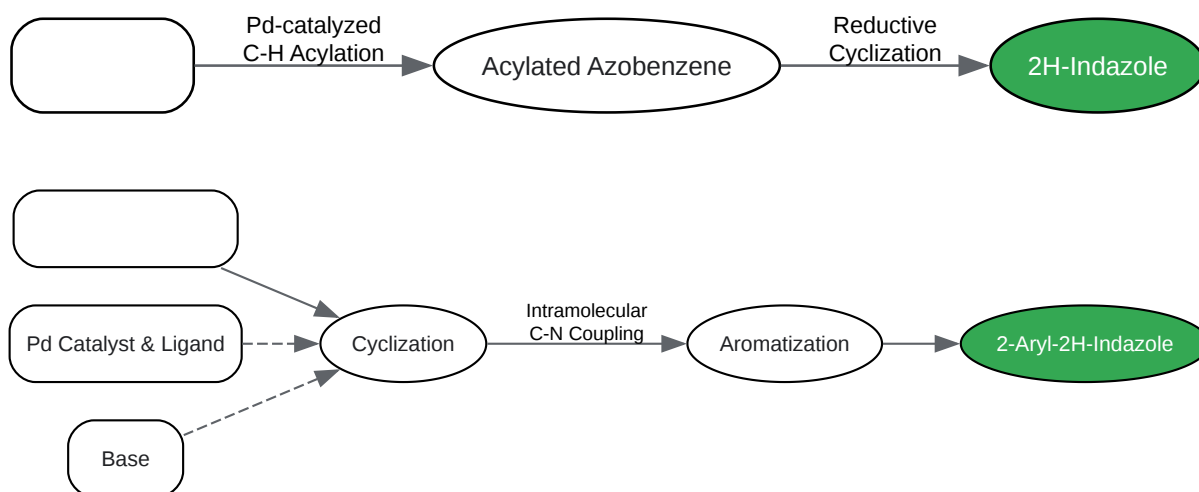 Pd-catalyzed
C-H Acylation
Reductive
Cyclization
Acylated Azobenzene
2H-Indazole
Intramolecular
C-N Coupling
Pd Catalyst & Ligand
Cyclization
Aromatization
2-Aryl-2H-Indazole
Base